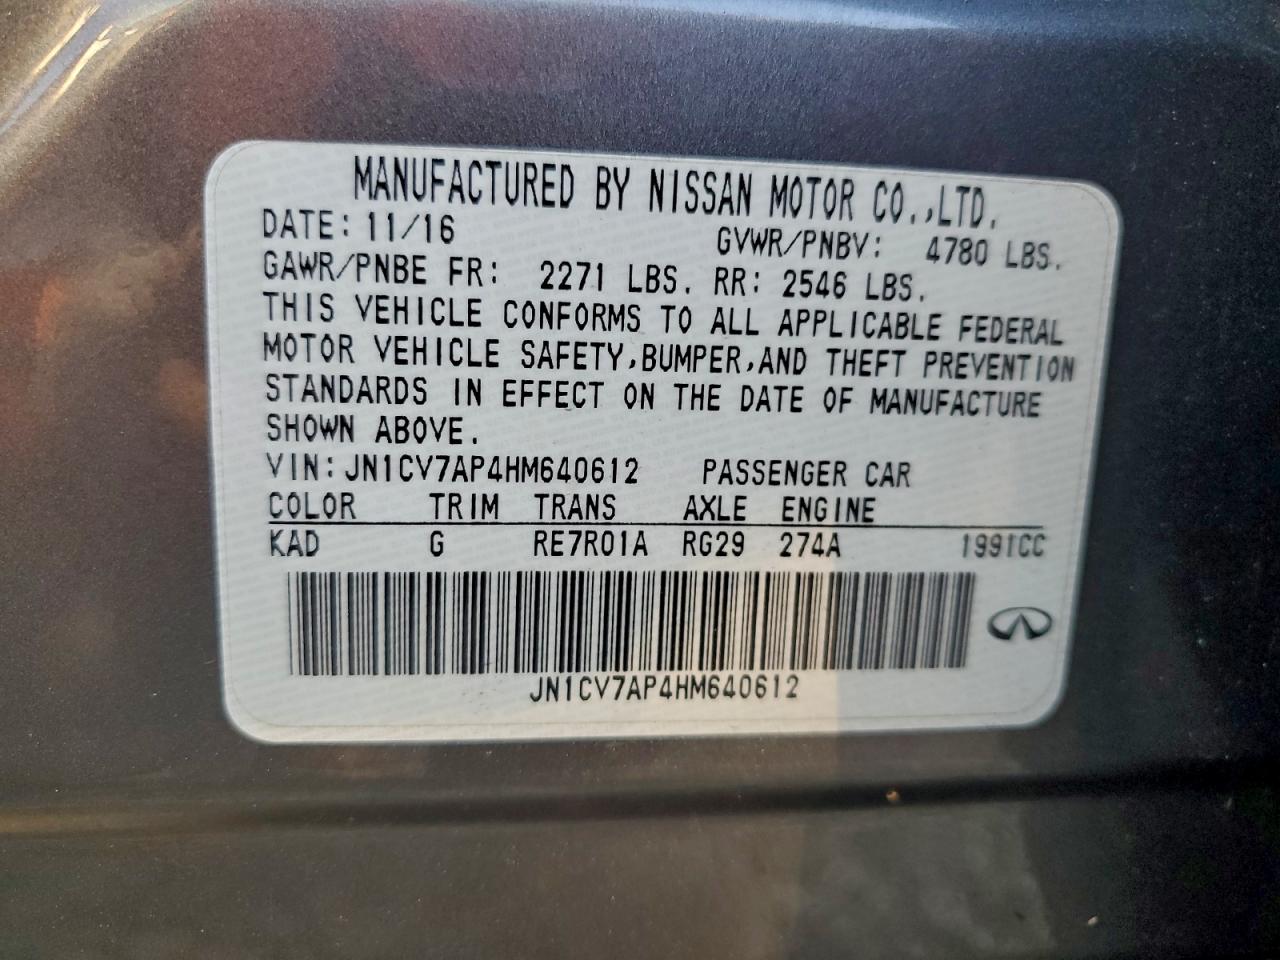 MANUFACTURED BY NISSAN MOTOR CO.,LTD.
DATE: 11/16 GVWR/PNBV: 4780 LBS.
GAWR/PNBE FR: 2271 LBS. RR: 2546 LBS.
THIS VEHICLE CONFORMS TO ALL APPLICABLE FEDERAL
MOTOR VEHICLE SAFETY,BUMPER,AND THEFT PREVENTION
STANDARDS IN EFFECT ON THE DATE OF MANUFACTURE
SHOWN ABOVE.
VIN: JN1CV7AP4HM640612 PASSENGER CAR
COLOR TRIM TRANS AXLE ENGINE
KAD G RE7R01A RG29 274A 1991CC
JN1CV7AP4HM640612